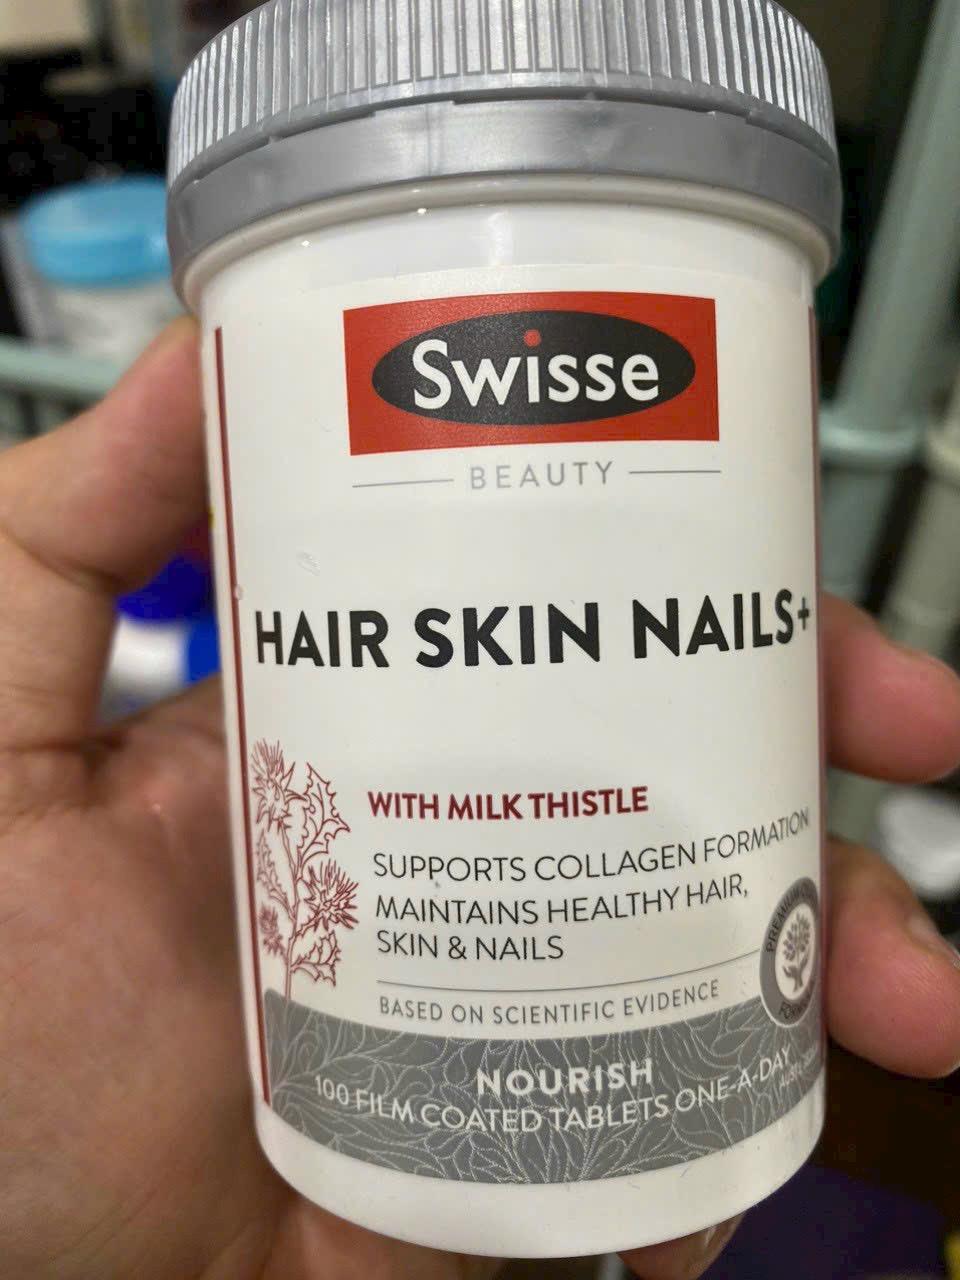 Swisse
BEAUTY
HAIR SKIN NAILS+
WITH MILK THISTLE
SUPPORTS COLLAGEN FORMATION
MAINTAINS HEALTHY HAIR,
SKIN & NAILS
PREMIUM
BASED ON SCIENTIFIC EVIDENCE
NOURISH
100 FILM COATED TABLETS ONE-A-DAY